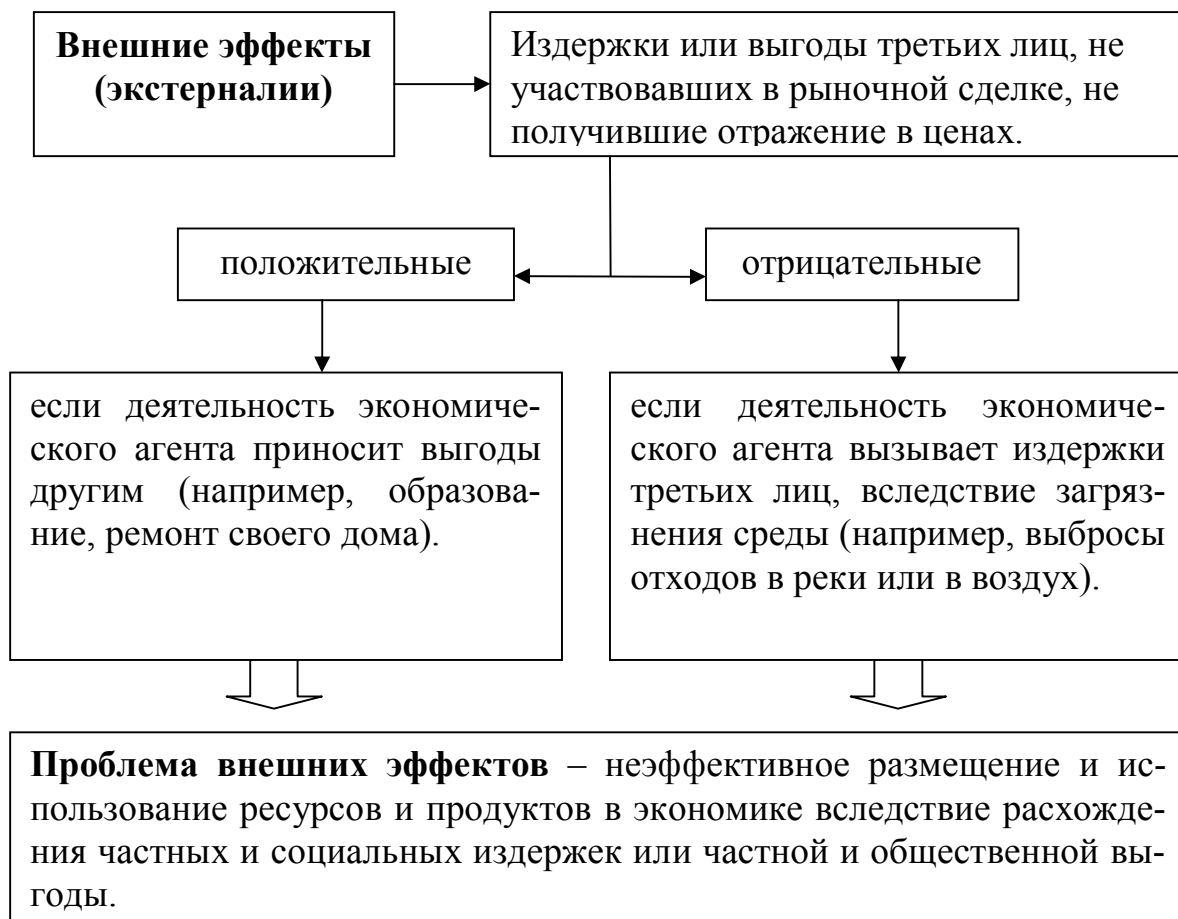 Внешние эффекты
(экстерналии)
Издержки или выгоды третьих лиц, не
участвовавших в рыночной сделке, не
получившие отражение в ценах.
положительные
отрицательные
если деятельность экономиче-
ского агента приносит выгоды
другим (например, образова-
ние, ремонт своего дома).
если деятельность экономиче-
ского агента вызывает издержки
третьих лиц, вследствие загряз-
нения среды (например, выбросы
отходов в реки или в воздух).
Проблема внешних эффектов – неэффективное размещение и ис-
пользование ресурсов и продуктов в экономике вследствие расхожде-
ния частных и социальных издержек или частной и общественной вы-
годы.